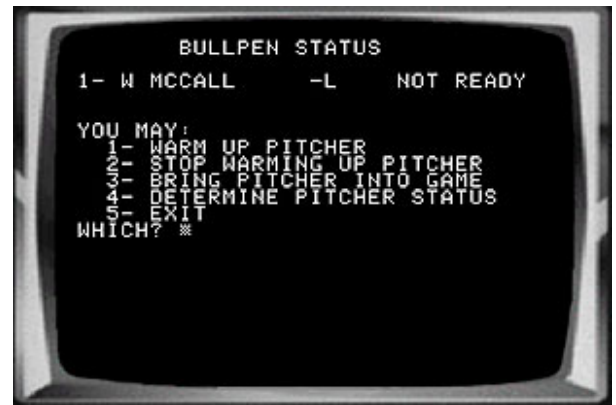 BULLPEN STATUS
1- W MCCALL -L NOT READY
YOU MAY:
1- WARM UP PITCHER
2- STOP WARMING UP PITCHER
3- BRING PITCHER INTO GAME
4- DETERMINE PITCHER STATUS
5- EXIT
WHICH? ※